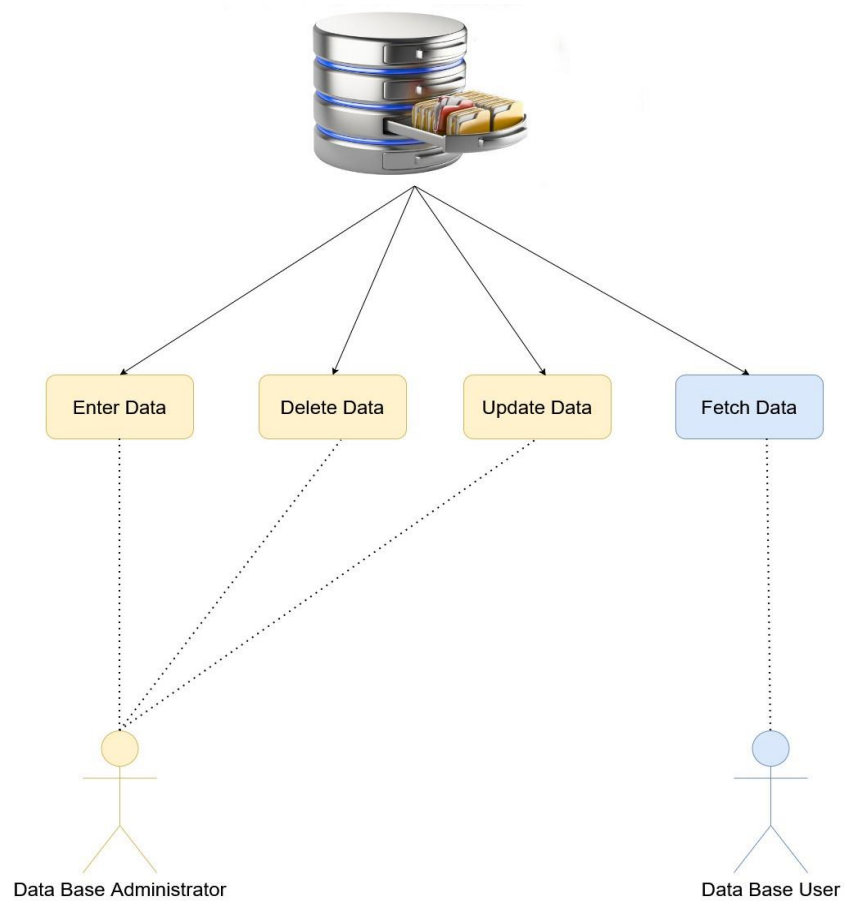 Enter Data
Delete Data
Update Data
Fetch Data
Data Base Administrator
Data Base User